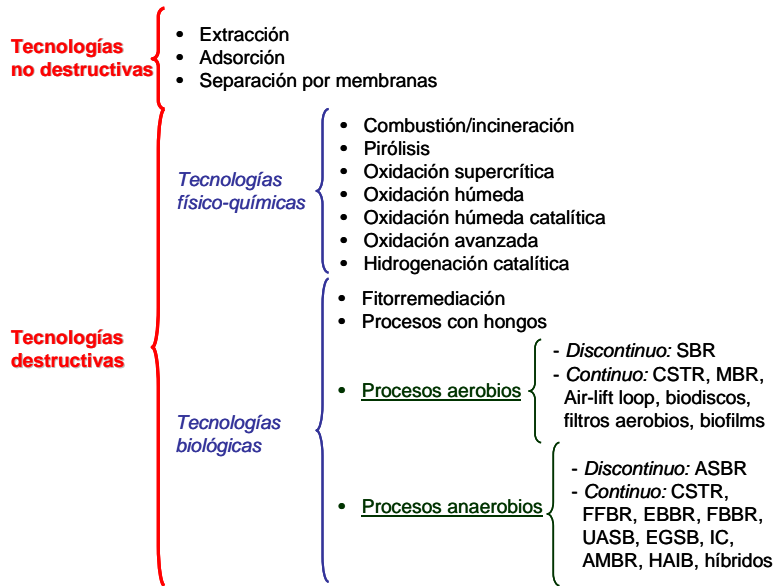 Tecnologías
no destructivas
• Extracción
• Adsorción
• Separación por membranas
Tecnologías
destructivas
Tecnologías
físico-químicas
• Combustión/incineración
• Pirólisis
• Oxidación supercrítica
• Oxidación húmeda
• Oxidación húmeda catalítica
• Oxidación avanzada
• Hidrogenación catalítica
Tecnologías
biológicas
• Fitorremediación
• Procesos con hongos
• Procesos aerobios
- Discontinuo: SBR
- Continuo: CSTR, MBR,
Air-lift loop, biodiscos,
filtros aerobios, biofilms
• Procesos anaerobios
- Discontinuo: ASBR
- Continuo: CSTR,
FFBR, EBBR, FBBR,
UASB, EGSB, IC,
AMBR, HAIB, híbridos